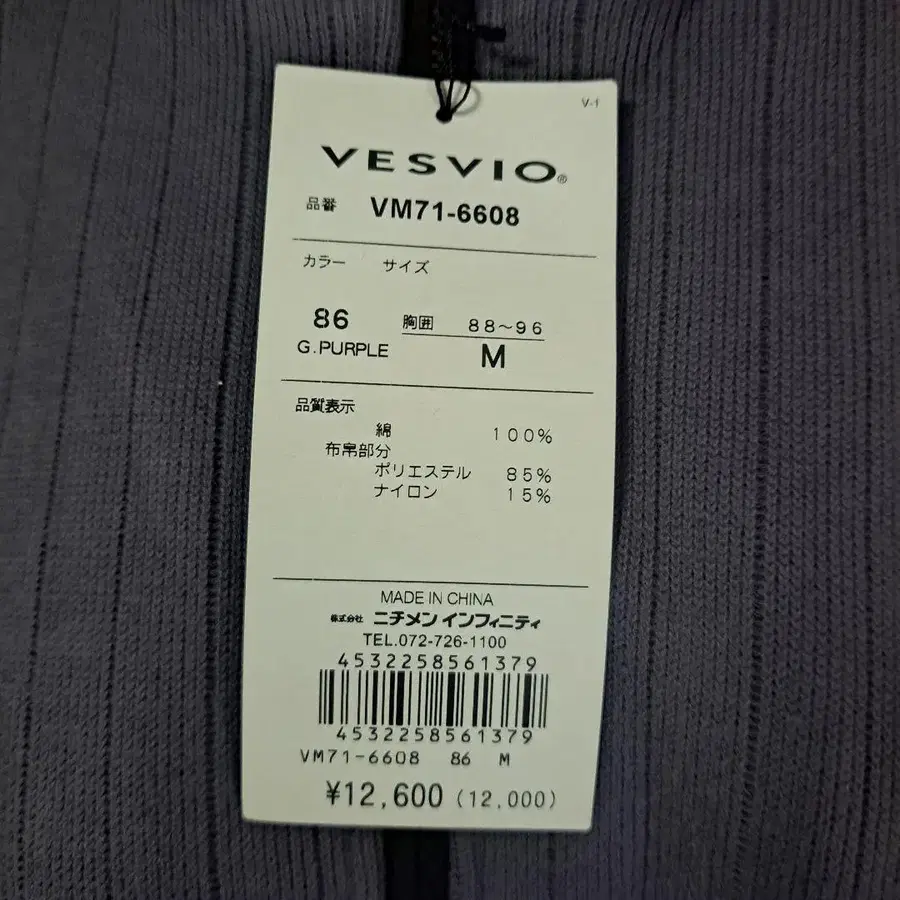 V-1
VESVIO®
品番 VM71-6608
カラー サイズ
86 胸囲 88～96
G.PURPLE M
品質表示
綿 100%
布帛部分
ポリエステル 85%
ナイロン 15%
MADE IN CHINA
株式会社 ニチメン インフィニティ
TEL.072-726-1100
4532258561379
4532258561379
VM71-6608 86 M
¥12,600 (12,000)